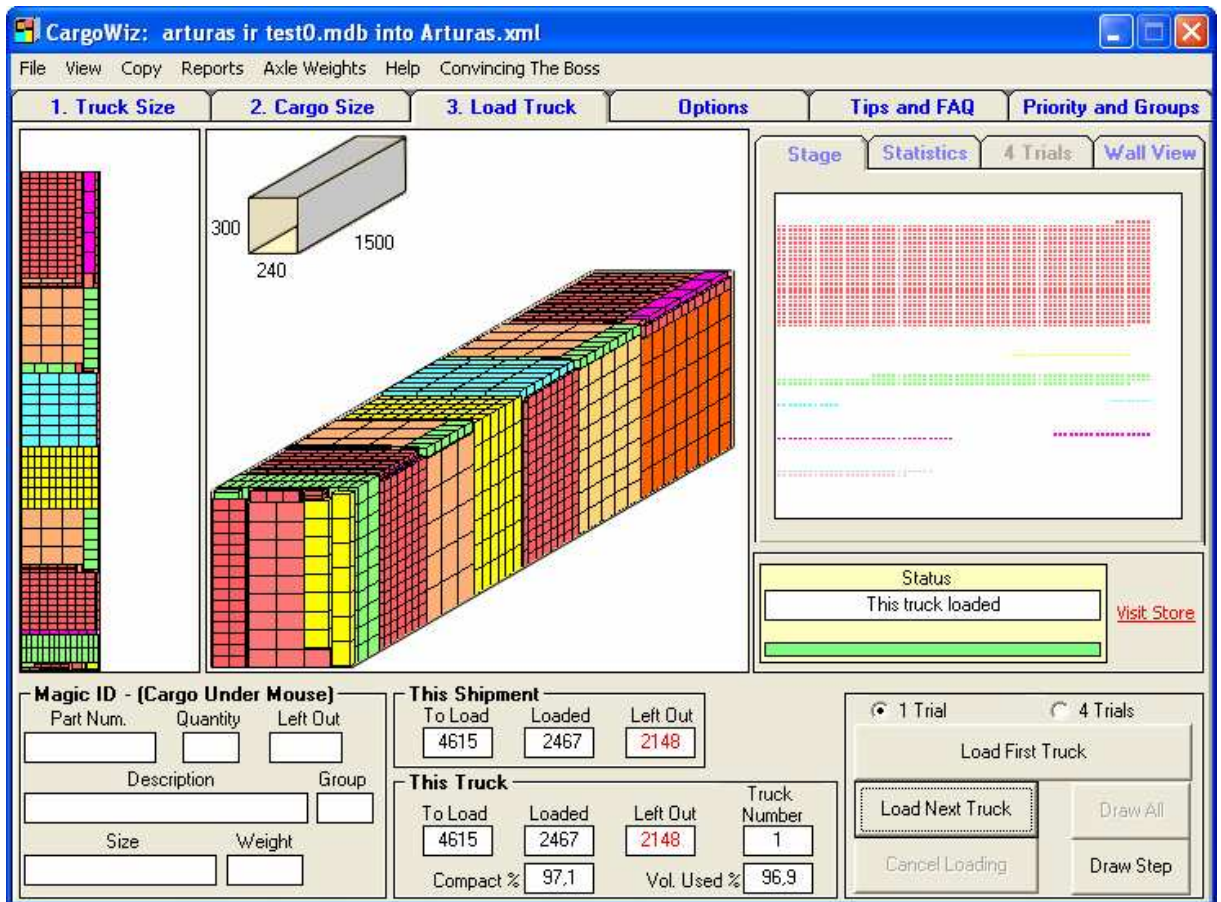 CargoWiz: arturas ir test0.mdb into Arturas.xml
File View Copy Reports Axle Weights Help Convincing The Boss
1. Truck Size 2. Cargo Size 3. Load Truck Options Tips and FAQ Priority and Groups
300
240
1500
Stage Statistics 4 Trials Wall View
Status
This truck loaded
Visit Store
Magic ID - (Cargo Under Mouse)
Part Num. Quantity Left Out
Description Group
Size Weight
This Shipment
To Load Loaded Left Out
4615 2467 2148
This Truck
To Load Loaded Left Out Truck Number
4615 2467 2148 1
Compact % 97,1 Vol. Used % 96,9
1 Trial 4 Trials
Load First Truck
Load Next Truck Draw All
Cancel Loading Draw Step